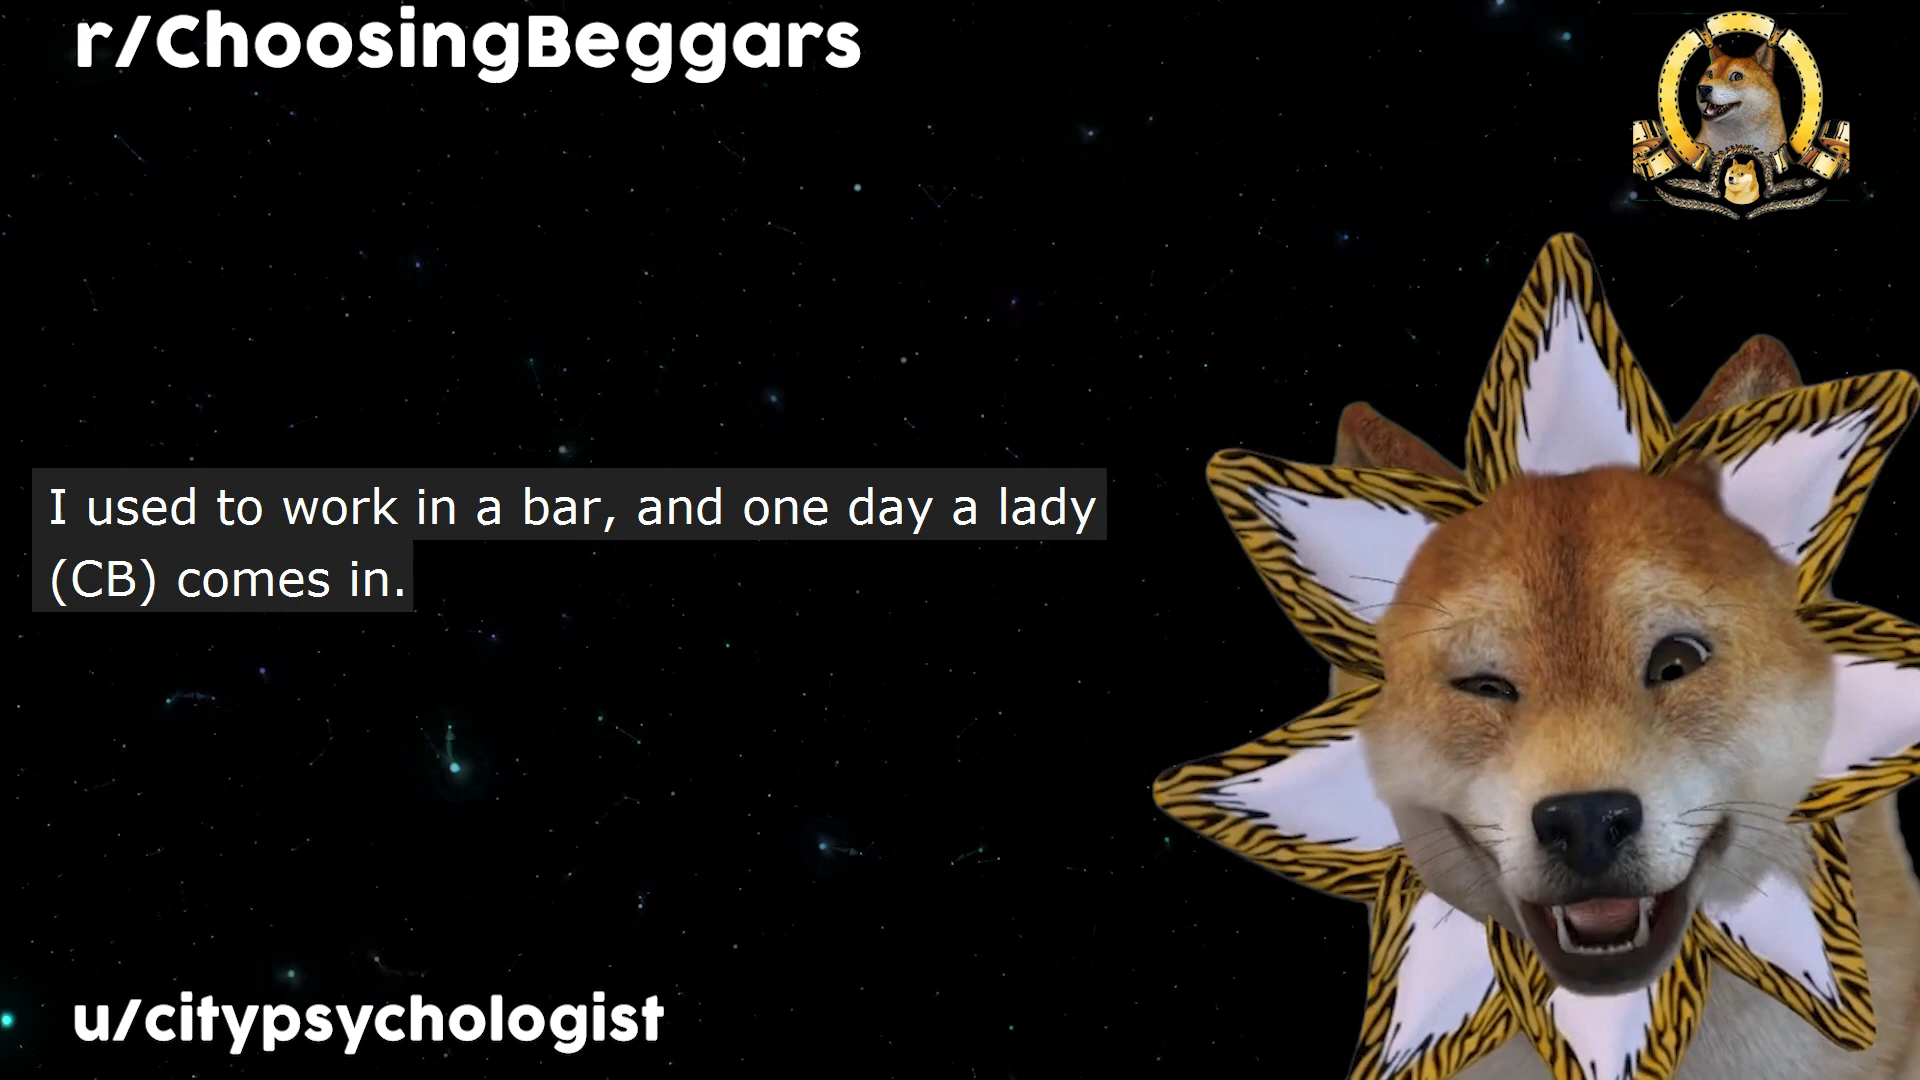 r/ChoosingBeggars
I used to work in a bar, and one day a lady
(CB) comes in.
u/citypsychologist